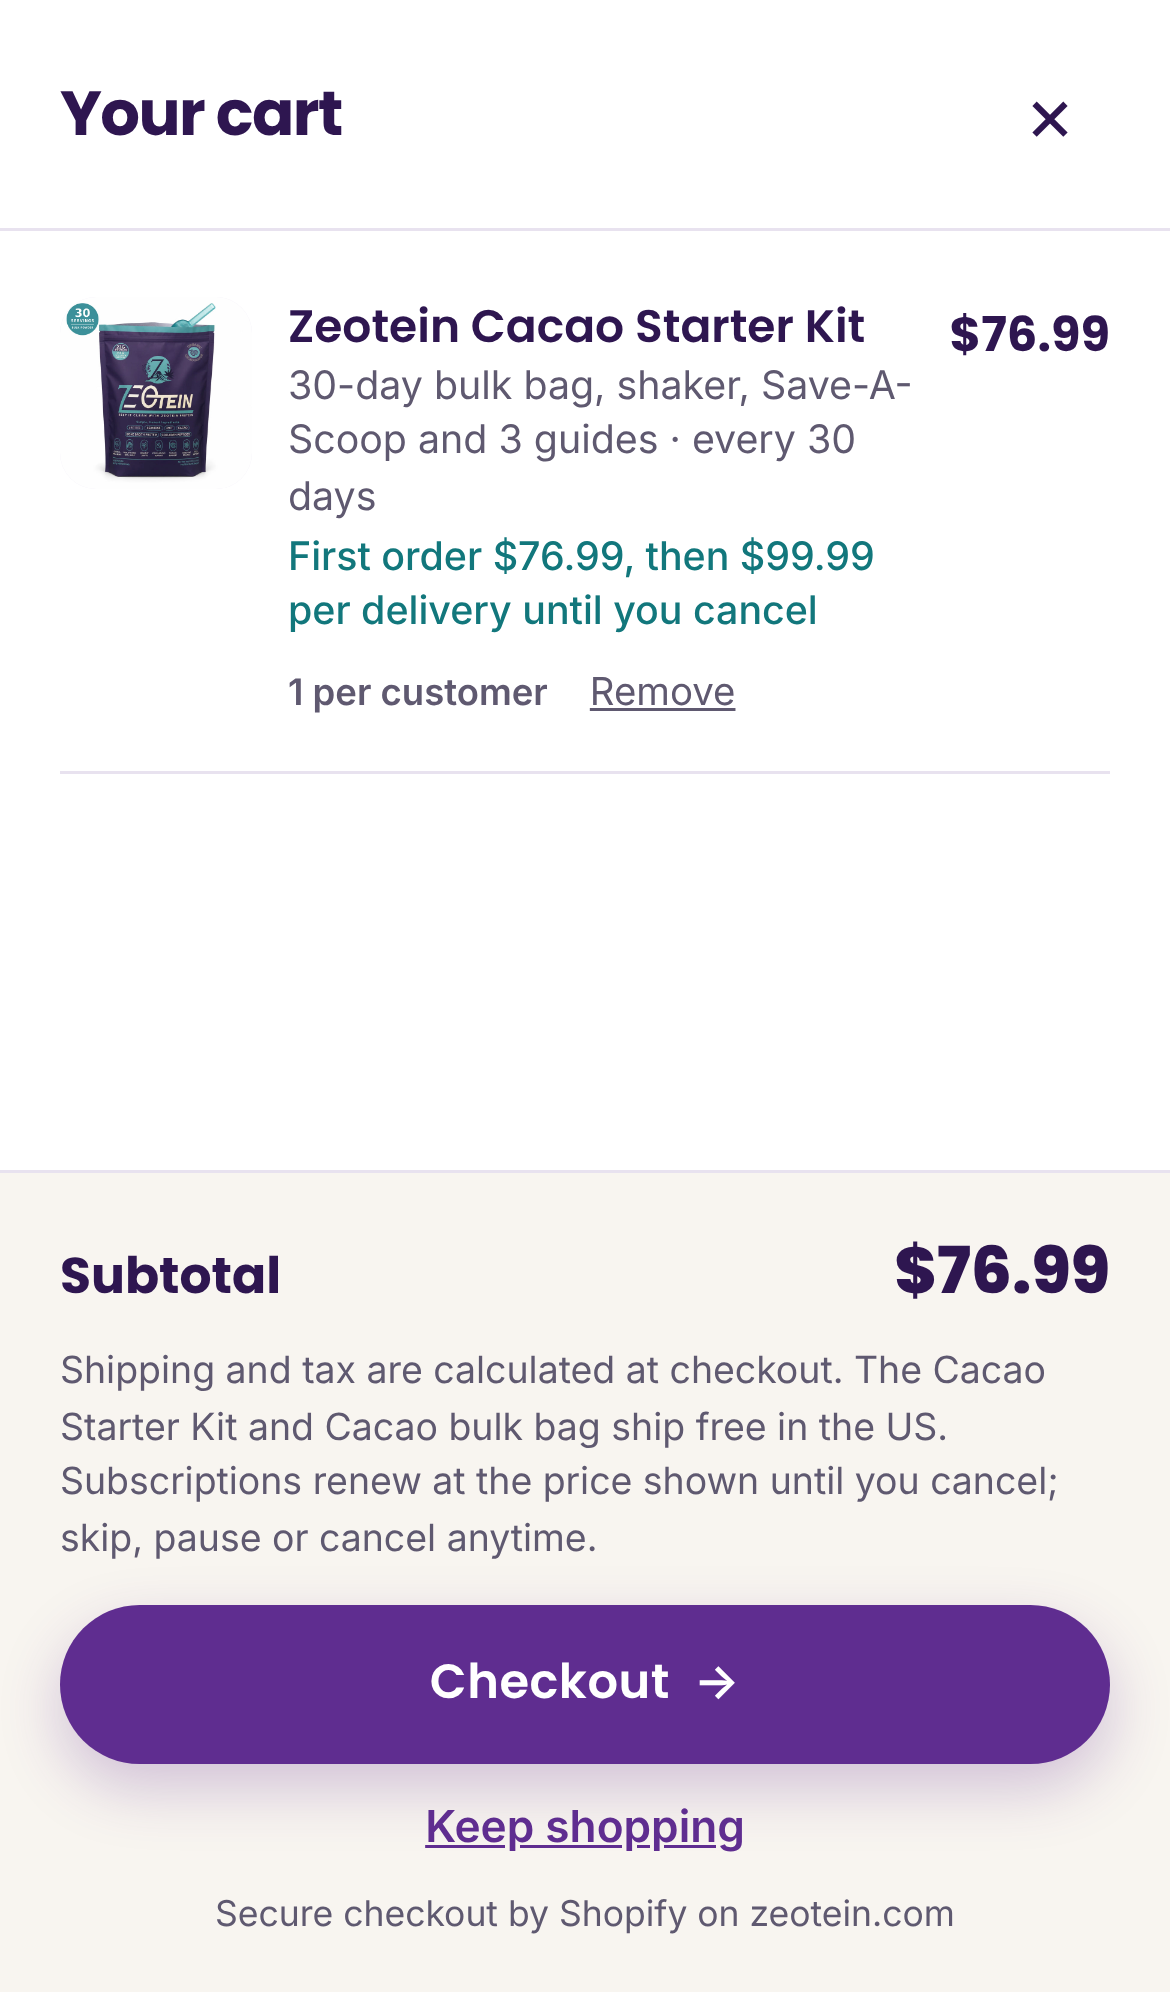 Your cart
30
SERVINGS
ZEOTEIN
Zeotein Cacao Starter Kit
$76.99
30-day bulk bag, shaker, Save-A-
Scoop and 3 guides · every 30
days
First order $76.99, then $99.99
per delivery until you cancel
1 per customer
Remove
Subtotal
$76.99
Shipping and tax are calculated at checkout. The Cacao
Starter Kit and Cacao bulk bag ship free in the US.
Subscriptions renew at the price shown until you cancel;
skip, pause or cancel anytime.
Checkout →
Keep shopping
Secure checkout by Shopify on zeotein.com